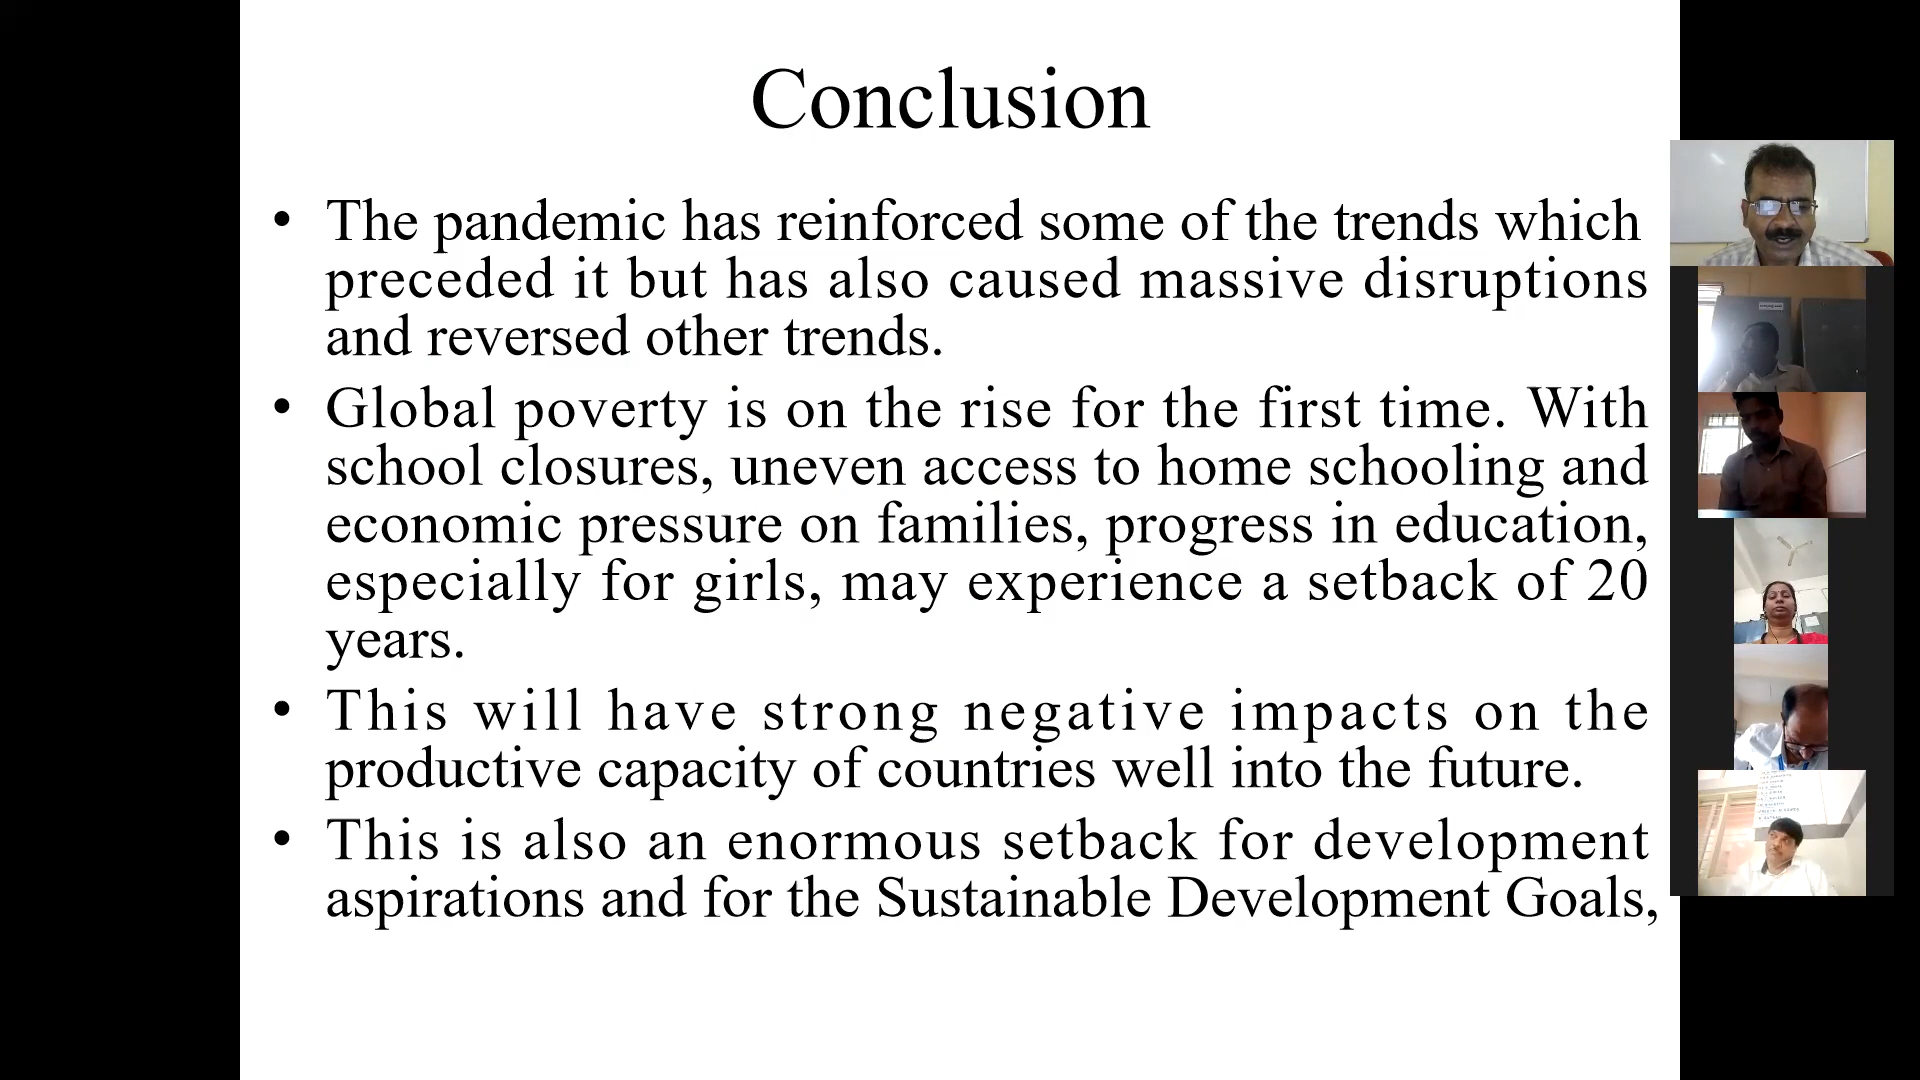 Conclusion
• The pandemic has reinforced some of the trends which
preceded it but has also caused massive disruptions
and reversed other trends.
• Global poverty is on the rise for the first time. With
school closures, uneven access to home schooling and
economic pressure on families, progress in education,
especially for girls, may experience a setback of 20
years.
• This will have strong negative impacts on the
productive capacity of countries well into the future.
• This is also an enormous setback for development
aspirations and for the Sustainable Development Goals,